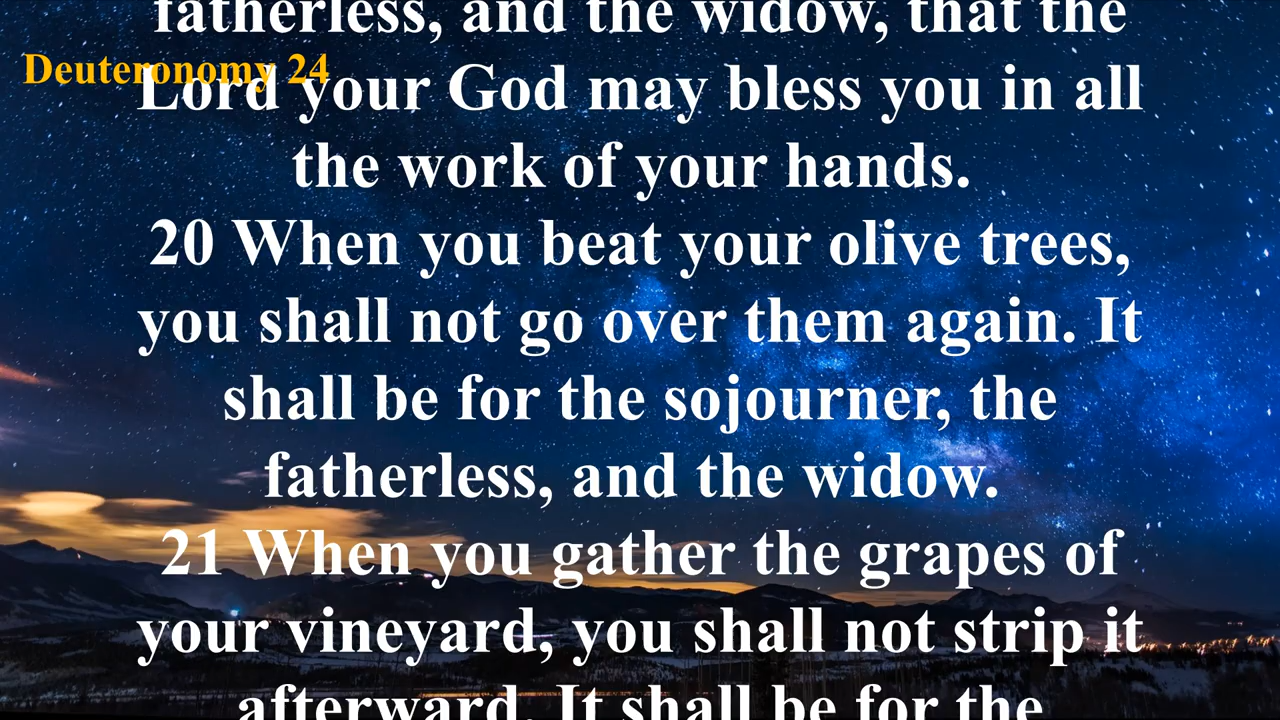 fatherless, and the widow, that the
Deuteronomy 24
Lord your God may bless you in all
the work of your hands.
20 When you beat your olive trees,
you shall not go over them again. It
shall be for the sojourner, the
fatherless, and the widow.
21 When you gather the grapes of
your vineyard, you shall not strip it
afterward. It shall be for the